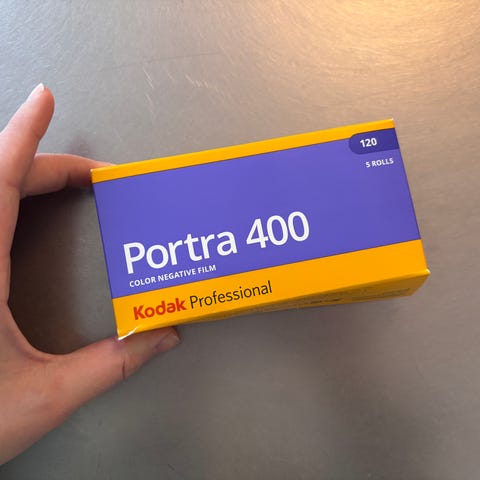 120
5 ROLLS
Portra 400
COLOR NEGATIVE FILM
Kodak Professional